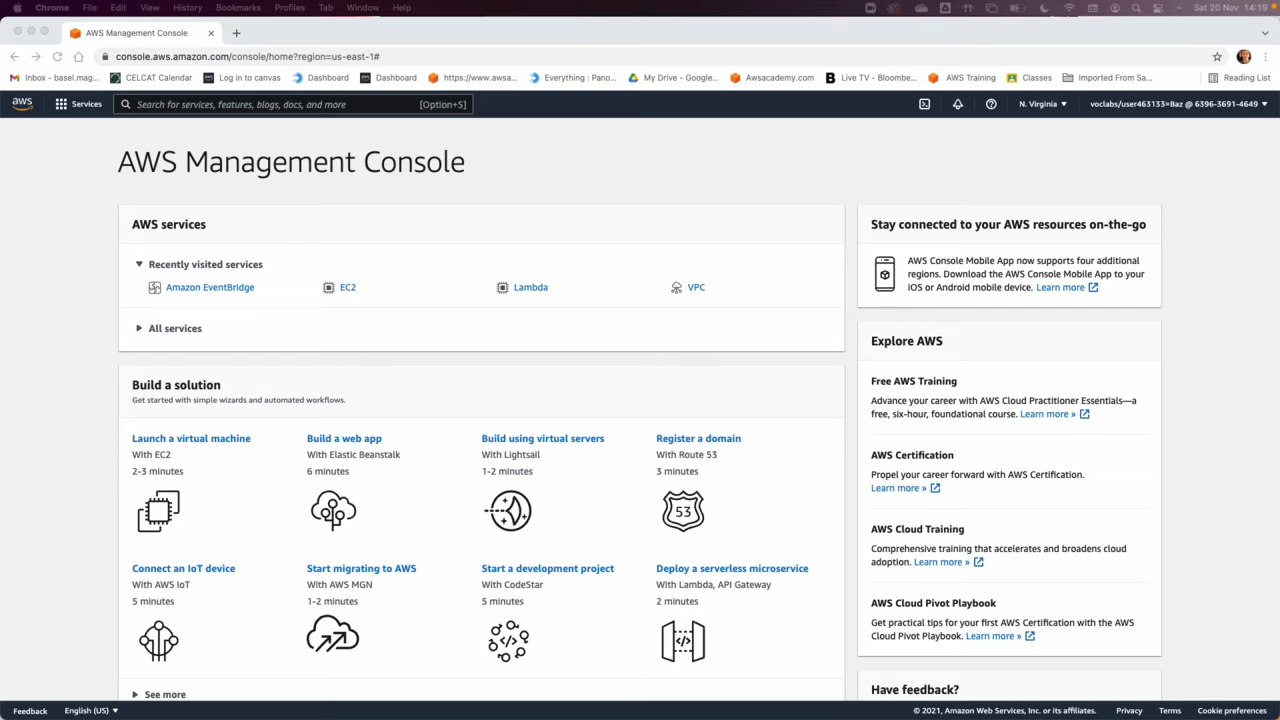 Chrome File Edit View History Bookmarks Profiles Tab Window Help Sat 20 Nov 14:19
AWS Management Console
console.aws.amazon.com/console/home?region=us-east-1#
Inbox - basel.mag... CELCAT Calendar Log in to canvas Dashboard Dashboard https://www.awsa... Everything : Pano... My Drive - Google... Awsacademy.com Live TV - Bloombe... AWS Training Classes Imported From Sa... Reading List
aws Services Search for services, features, blogs, docs, and more [Option+S] N. Virginia voclabs/user463133=Baz @ 6396-3691-4649
AWS Management Console
AWS services
Recently visited services
Amazon EventBridge EC2 Lambda VPC
All services
Build a solution
Get started with simple wizards and automated workflows.
Launch a virtual machine
With EC2
2-3 minutes
Build a web app
With Elastic Beanstalk
6 minutes
Build using virtual servers
With Lightsail
1-2 minutes
Register a domain
With Route 53
3 minutes
53
Connect an IoT device
With AWS IoT
5 minutes
Start migrating to AWS
With AWS MGN
1-2 minutes
Start a development project
With CodeStar
5 minutes
Deploy a serverless microservice
With Lambda, API Gateway
2 minutes
See more
Stay connected to your AWS resources on-the-go
AWS Console Mobile App now supports four additional
regions. Download the AWS Console Mobile App to your
iOS or Android mobile device. Learn more
Explore AWS
Free AWS Training
Advance your career with AWS Cloud Practitioner Essentials—a
free, six-hour, foundational course. Learn more »
AWS Certification
Propel your career forward with AWS Certification.
Learn more »
AWS Cloud Training
Comprehensive training that accelerates and broadens cloud
adoption. Learn more »
AWS Cloud Pivot Playbook
Get practical tips for your first AWS Certification with the AWS
Cloud Pivot Playbook. Learn more »
Have feedback?
Feedback English (US) © 2021, Amazon Web Services, Inc. or its affiliates. Privacy Terms Cookie preferences